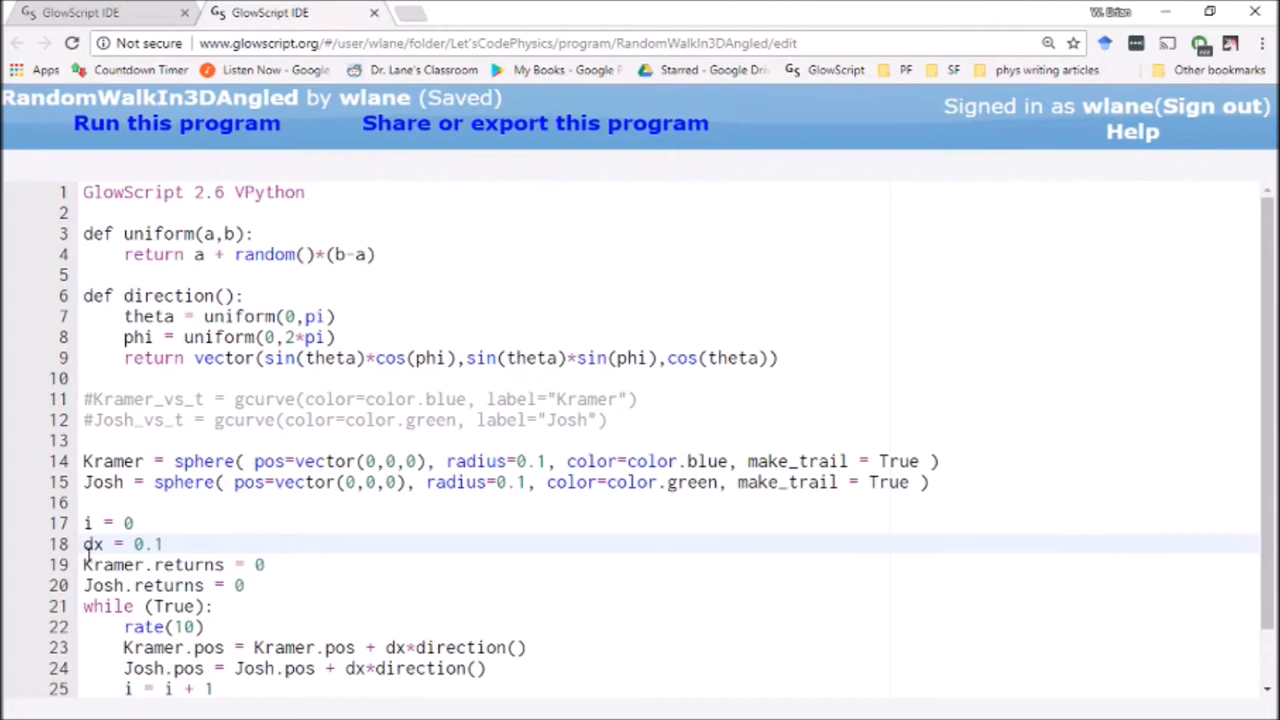 GlowScript IDE
GlowScript IDE
W. Brian
Not secure www.glowscript.org/#/user/wlane/folder/Let'sCodePhysics/program/RandomWalkIn3DAngled/edit
Apps Countdown Timer Listen Now - Google Dr. Lane's Classroom My Books - Google P Starred - Google Dri GlowScript PF SF phys writing articles Other bookmarks
RandomWalkIn3DAngled by wlane (Saved)
Signed in as wlane(Sign out)
Run this program Share or export this program
Help
1 GlowScript 2.6 VPython
2
3 def uniform(a,b):
4 return a + random()*(b-a)
5
6 def direction():
7 theta = uniform(0,pi)
8 phi = uniform(0,2*pi)
9 return vector(sin(theta)*cos(phi),sin(theta)*sin(phi),cos(theta))
10
11 #Kramer_vs_t = gcurve(color=color.blue, label="Kramer")
12 #Josh_vs_t = gcurve(color=color.green, label="Josh")
13
14 Kramer = sphere( pos=vector(0,0,0), radius=0.1, color=color.blue, make_trail = True )
15 Josh = sphere( pos=vector(0,0,0), radius=0.1, color=color.green, make_trail = True )
16
17 i = 0
18 dx = 0.1
19 Kramer.returns = 0
20 Josh.returns = 0
21 while (True):
22 rate(10)
23 Kramer.pos = Kramer.pos + dx*direction()
24 Josh.pos = Josh.pos + dx*direction()
25 i = i + 1